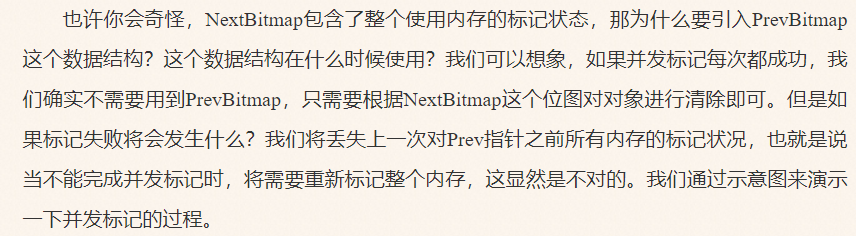 也许你会奇怪，NextBitmap包含了整个使用内存的标记状态，那为什么要引入PrevBitmap
这个数据结构？这个数据结构在什么时候使用？我们可以想象，如果并发标记每次都成功，我
们确实不需要用到PrevBitmap，只需要根据NextBitmap这个位图对对象进行清除即可。但是如
果标记失败将会发生什么？我们将丢失上一次对Prev指针之前所有内存的标记状况，也就是说
当不能完成并发标记时，将需要重新标记整个内存，这显然是不对的。我们通过示意图来演示
一下并发标记的过程。